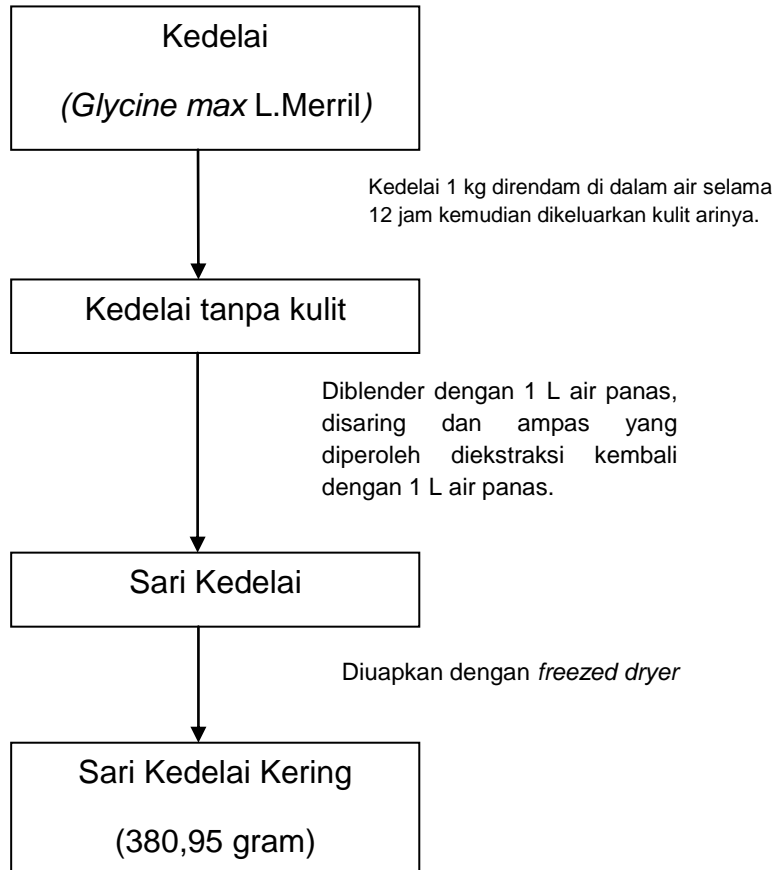 Kedelai
(Glycine max L.Merril)
Kedelai 1 kg direndam di dalam air selama
12 jam kemudian dikeluarkan kulit arinya.
Kedelai tanpa kulit
Diblender dengan 1 L air panas,
disaring dan ampas yang
diperoleh diekstraksi kembali
dengan 1 L air panas.
Sari Kedelai
Diuapkan dengan freezed dryer
Sari Kedelai Kering
(380,95 gram)